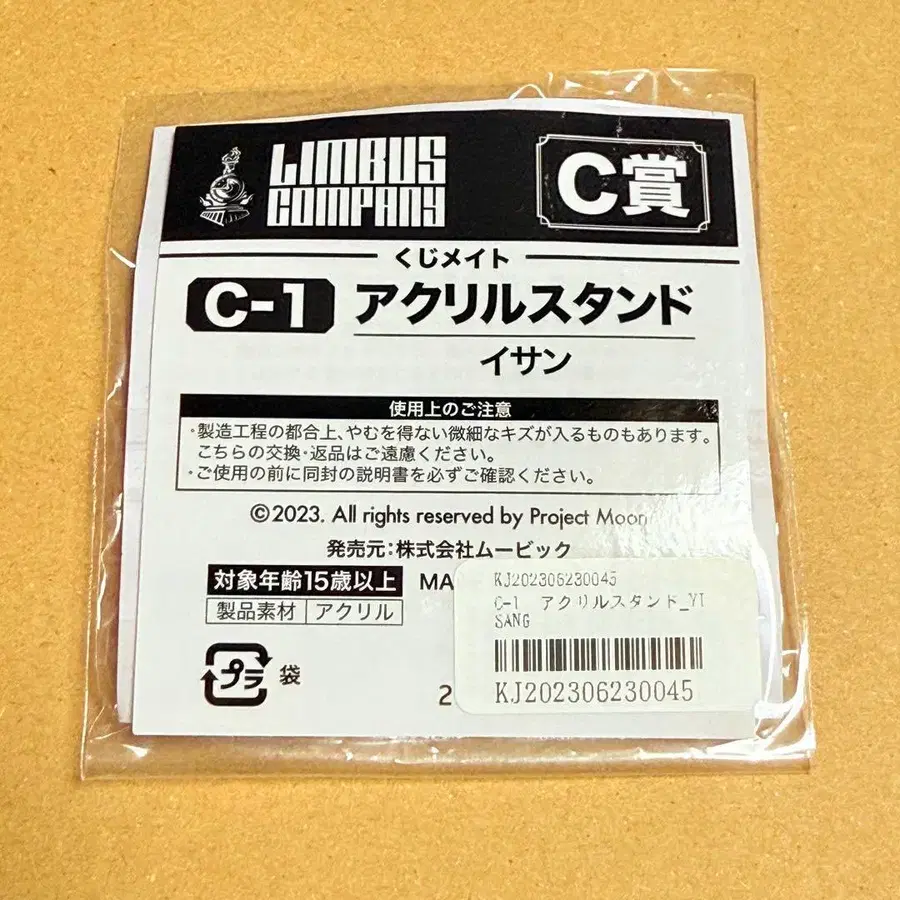 LIMBUS
COMPANY
C賞
くじメイト
C-1 アクリルスタンド
イサン
使用上のご注意
・製造工程の都合上、やむを得ない微細なキズが入るものもあります。
こちらの交換・返品はご遠慮ください。
・ご使用の前に同封の説明書を必ずご確認ください。
©2023. All rights reserved by Project Moon
発売元：株式会社ムービック
対象年齢15歳以上 MA
製品素材 アクリル
プラ 袋
2
KJ202306230045
C-1 アクリルスタンド_YI
SANG
KJ202306230045